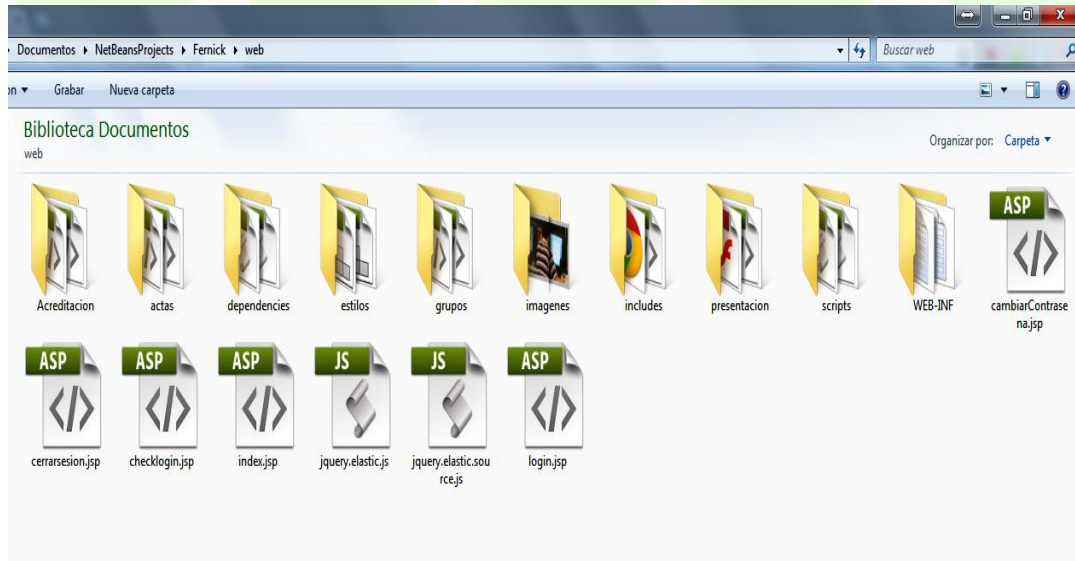 Documentos NetBeansProjects Fernick web
Buscar web
on Grabar Nueva carpeta
Biblioteca Documentos
web
Organizar por: Carpeta
Acreditacion
actas
dependencies
estilos
grupos
imagenes
includes
presentacion
scripts
WEB-INF
ASP
cambiarContrase
na.jsp
ASP
cerrarsesion.jsp
ASP
checklogin.jsp
ASP
index.jsp
JS
jquery.elastic.js
JS
jquery.elastic.sou
rce.js
ASP
login.jsp